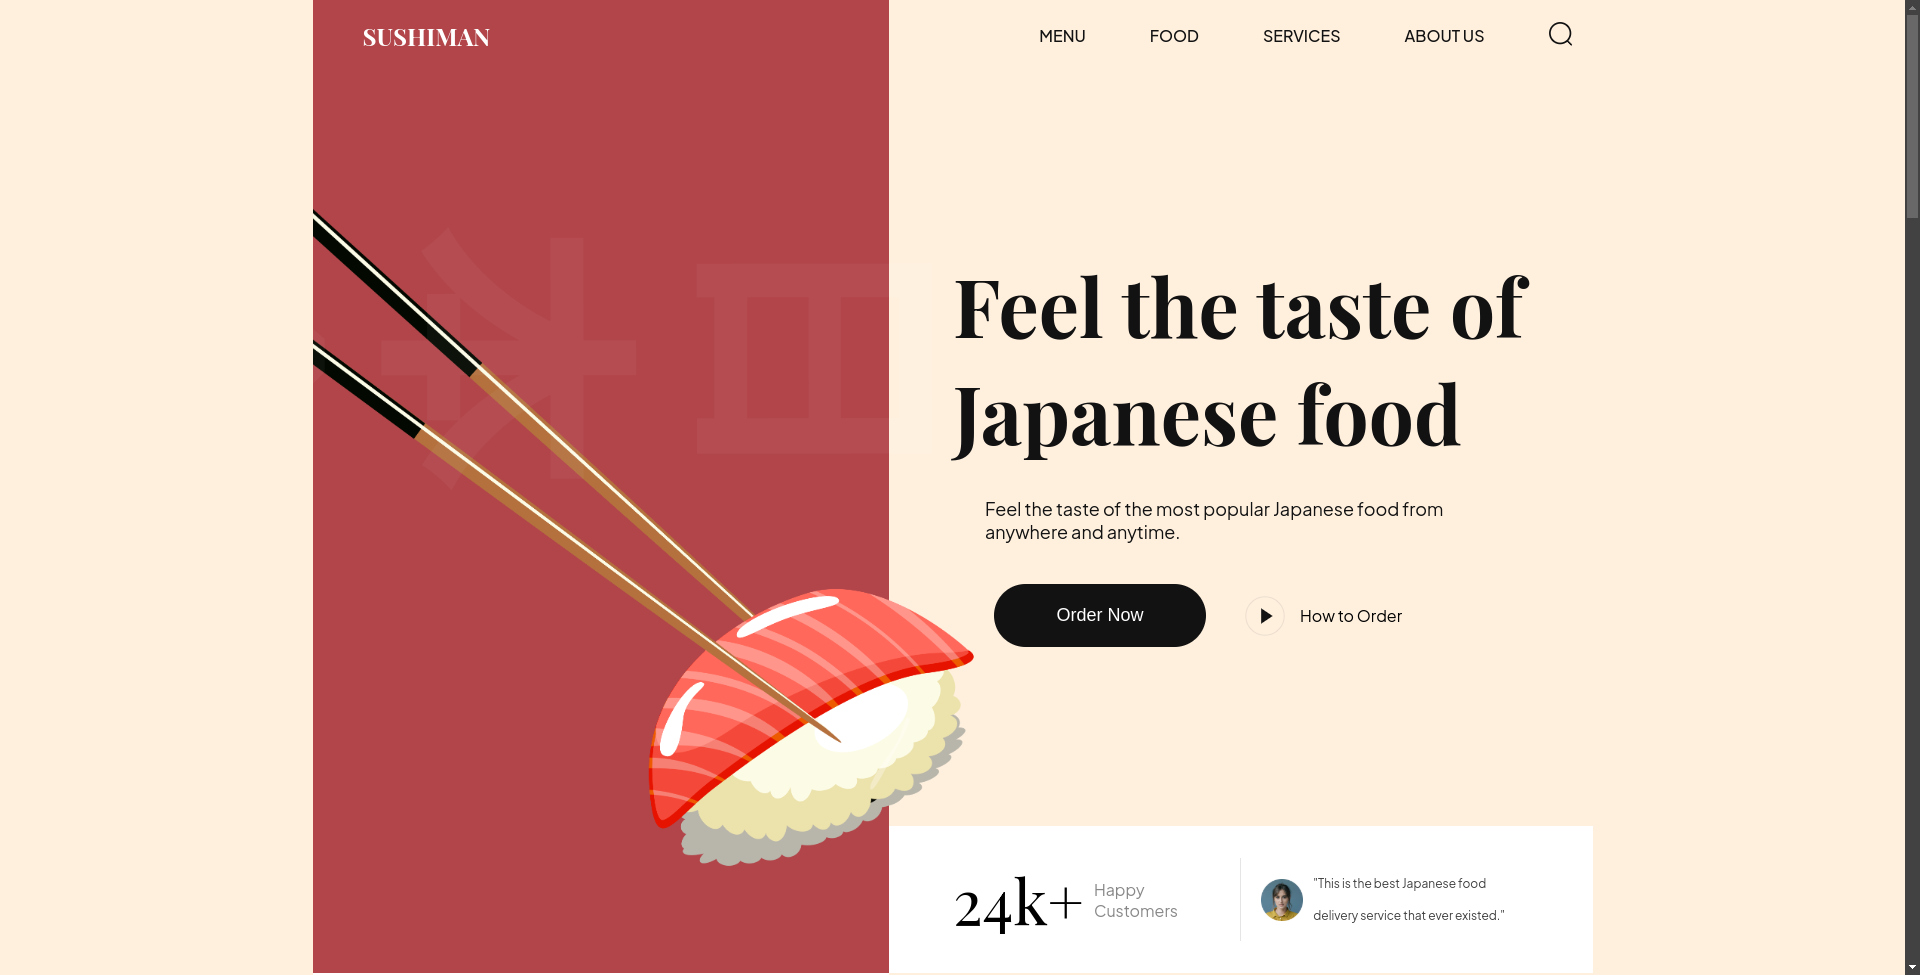 SUSHIMAN
MENU FOOD SERVICES ABOUT US
Feel the taste of
Japanese food
Feel the taste of the most popular Japanese food from
anywhere and anytime.
Order Now
How to Order
24k+
Happy
Customers
"This is the best Japanese food
delivery service that ever existed."